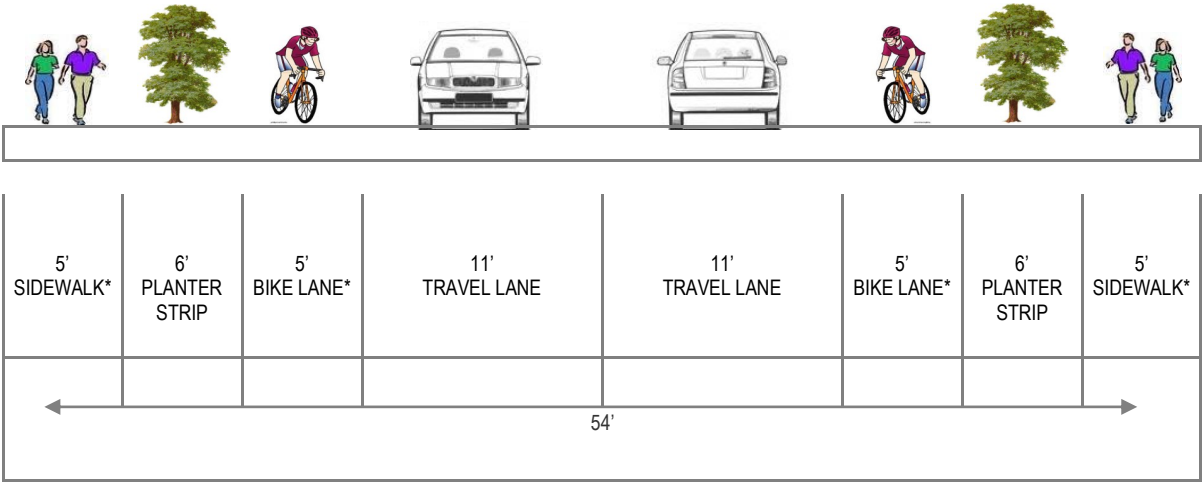 5’
SIDEWALK*
6’
PLANTER
STRIP
5’
BIKE LANE*
11’
TRAVEL LANE
11’
TRAVEL LANE
5’
BIKE LANE*
6’
PLANTER
STRIP
5’
SIDEWALK*
54’